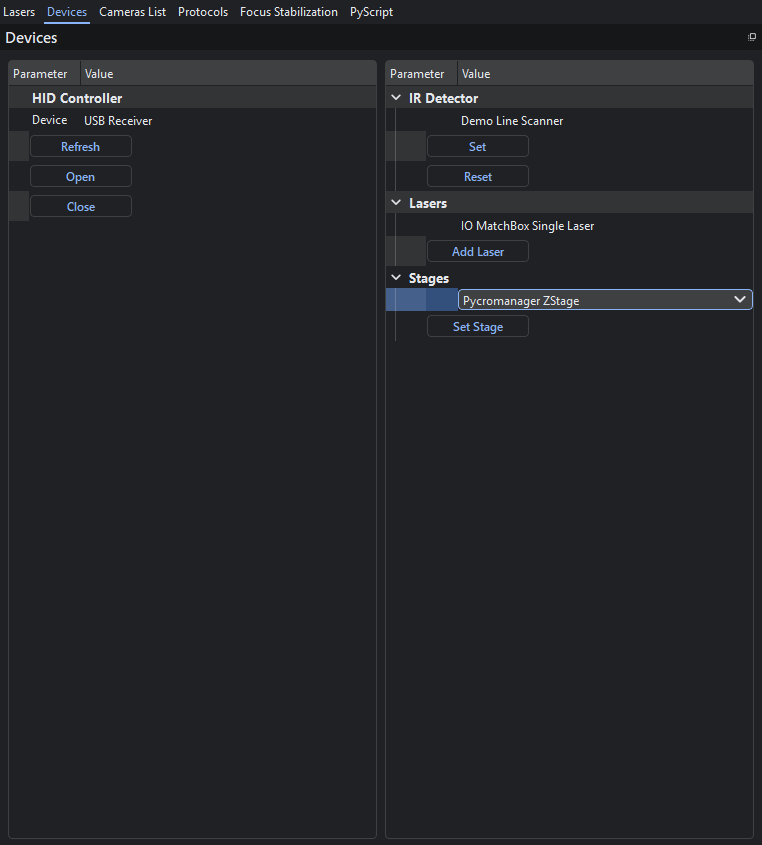 Lasers Devices Cameras List Protocols Focus Stabilization PyScript
Devices
Parameter Value
HID Controller
Device USB Receiver
Refresh
Open
Close
Parameter Value
IR Detector
Demo Line Scanner
Set
Reset
Lasers
IO MatchBox Single Laser
Add Laser
Stages
Pycromanager ZStage
Set Stage